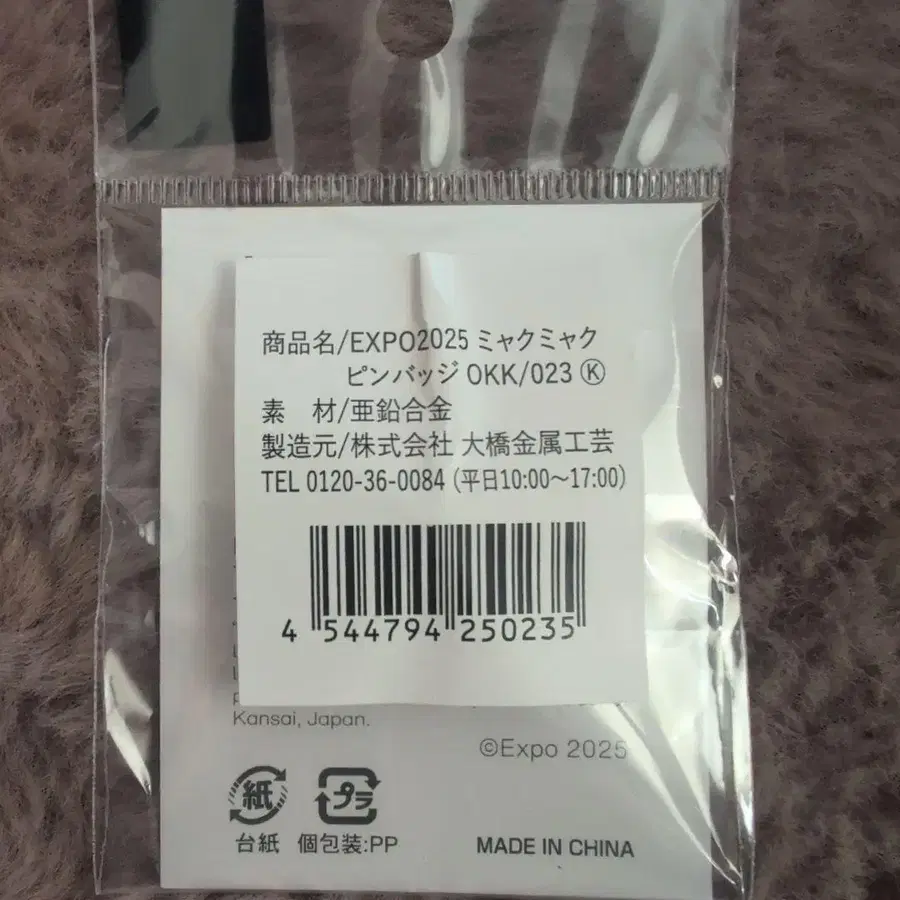 商品名/EXPO2025 ミャクミャク
ピンバッジ OKK/023 Ⓚ
素　材/亜鉛合金
製造元/株式会社 大橋金属工芸
TEL 0120-36-0084 (平日10:00～17:00)
4 544794 250235
Kansai, Japan.
©Expo 2025
紙 プラ
台紙 個包装:PP
MADE IN CHINA